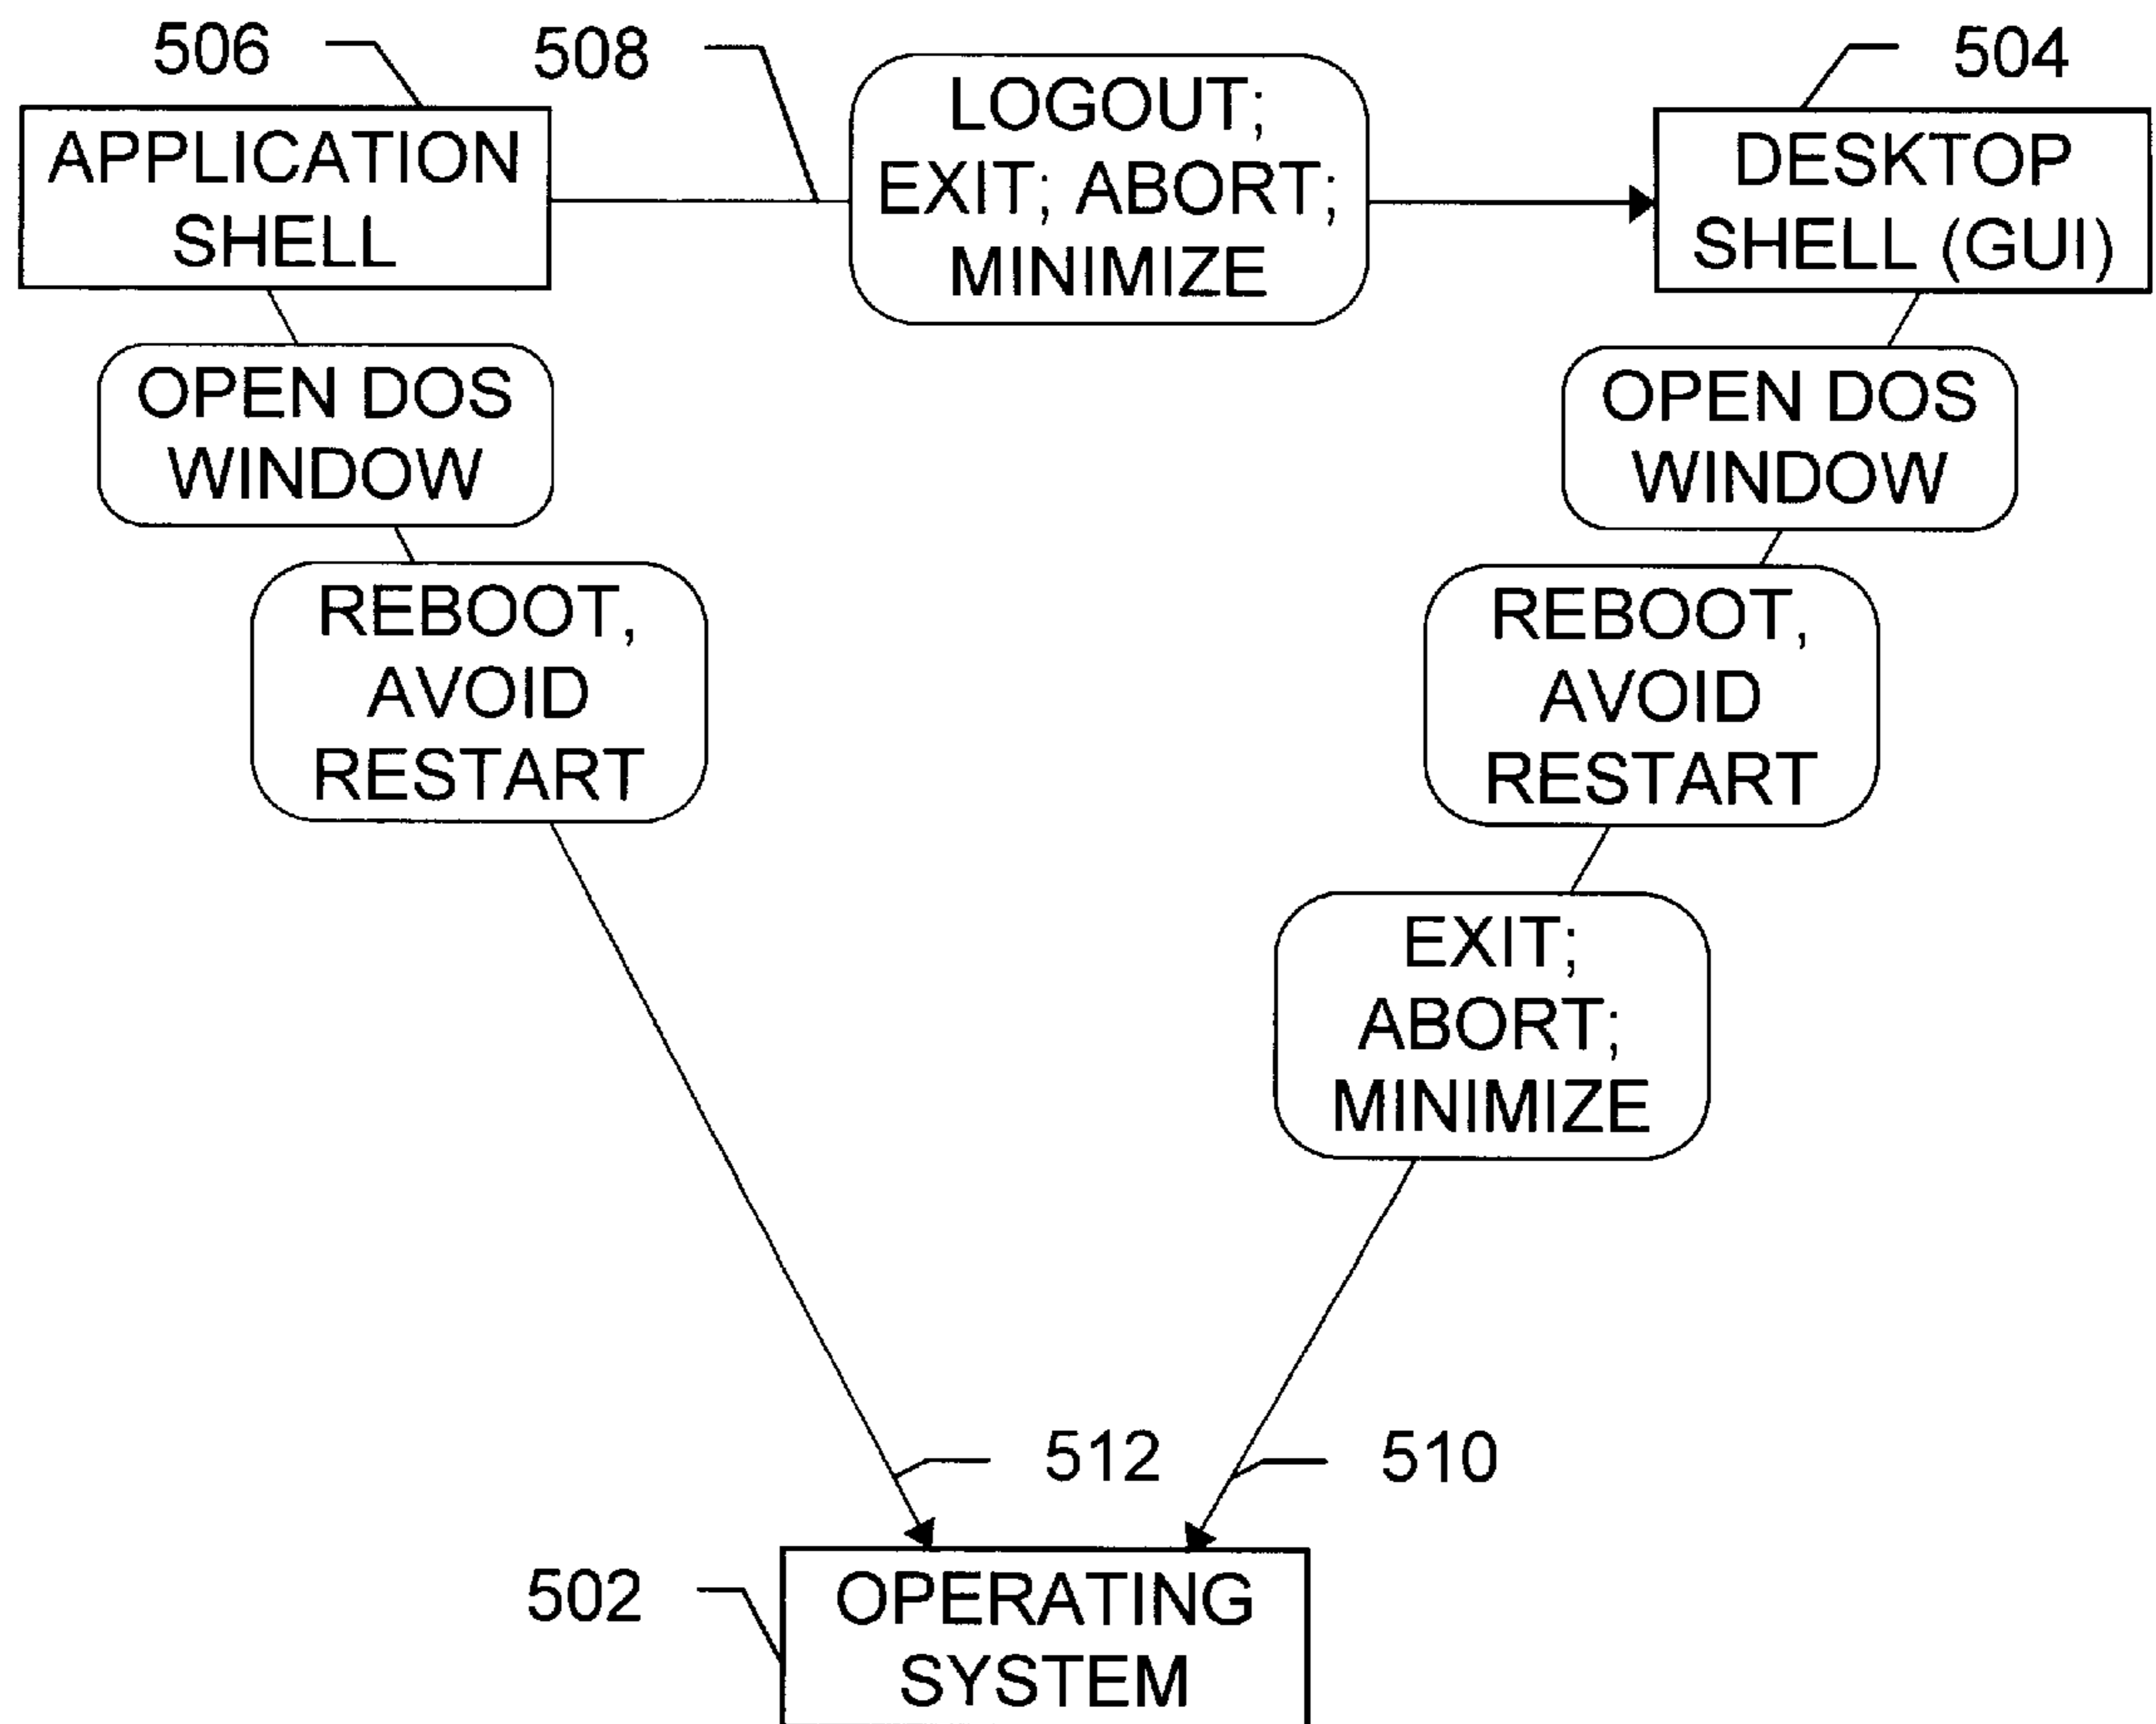 506
508
504
APPLICATION
SHELL
LOGOUT;
EXIT; ABORT;
MINIMIZE
DESKTOP
SHELL (GUI)
OPEN DOS
WINDOW
OPEN DOS
WINDOW
REBOOT,
AVOID
RESTART
REBOOT,
AVOID
RESTART
EXIT;
ABORT;
MINIMIZE
512
510
502
OPERATING
SYSTEM